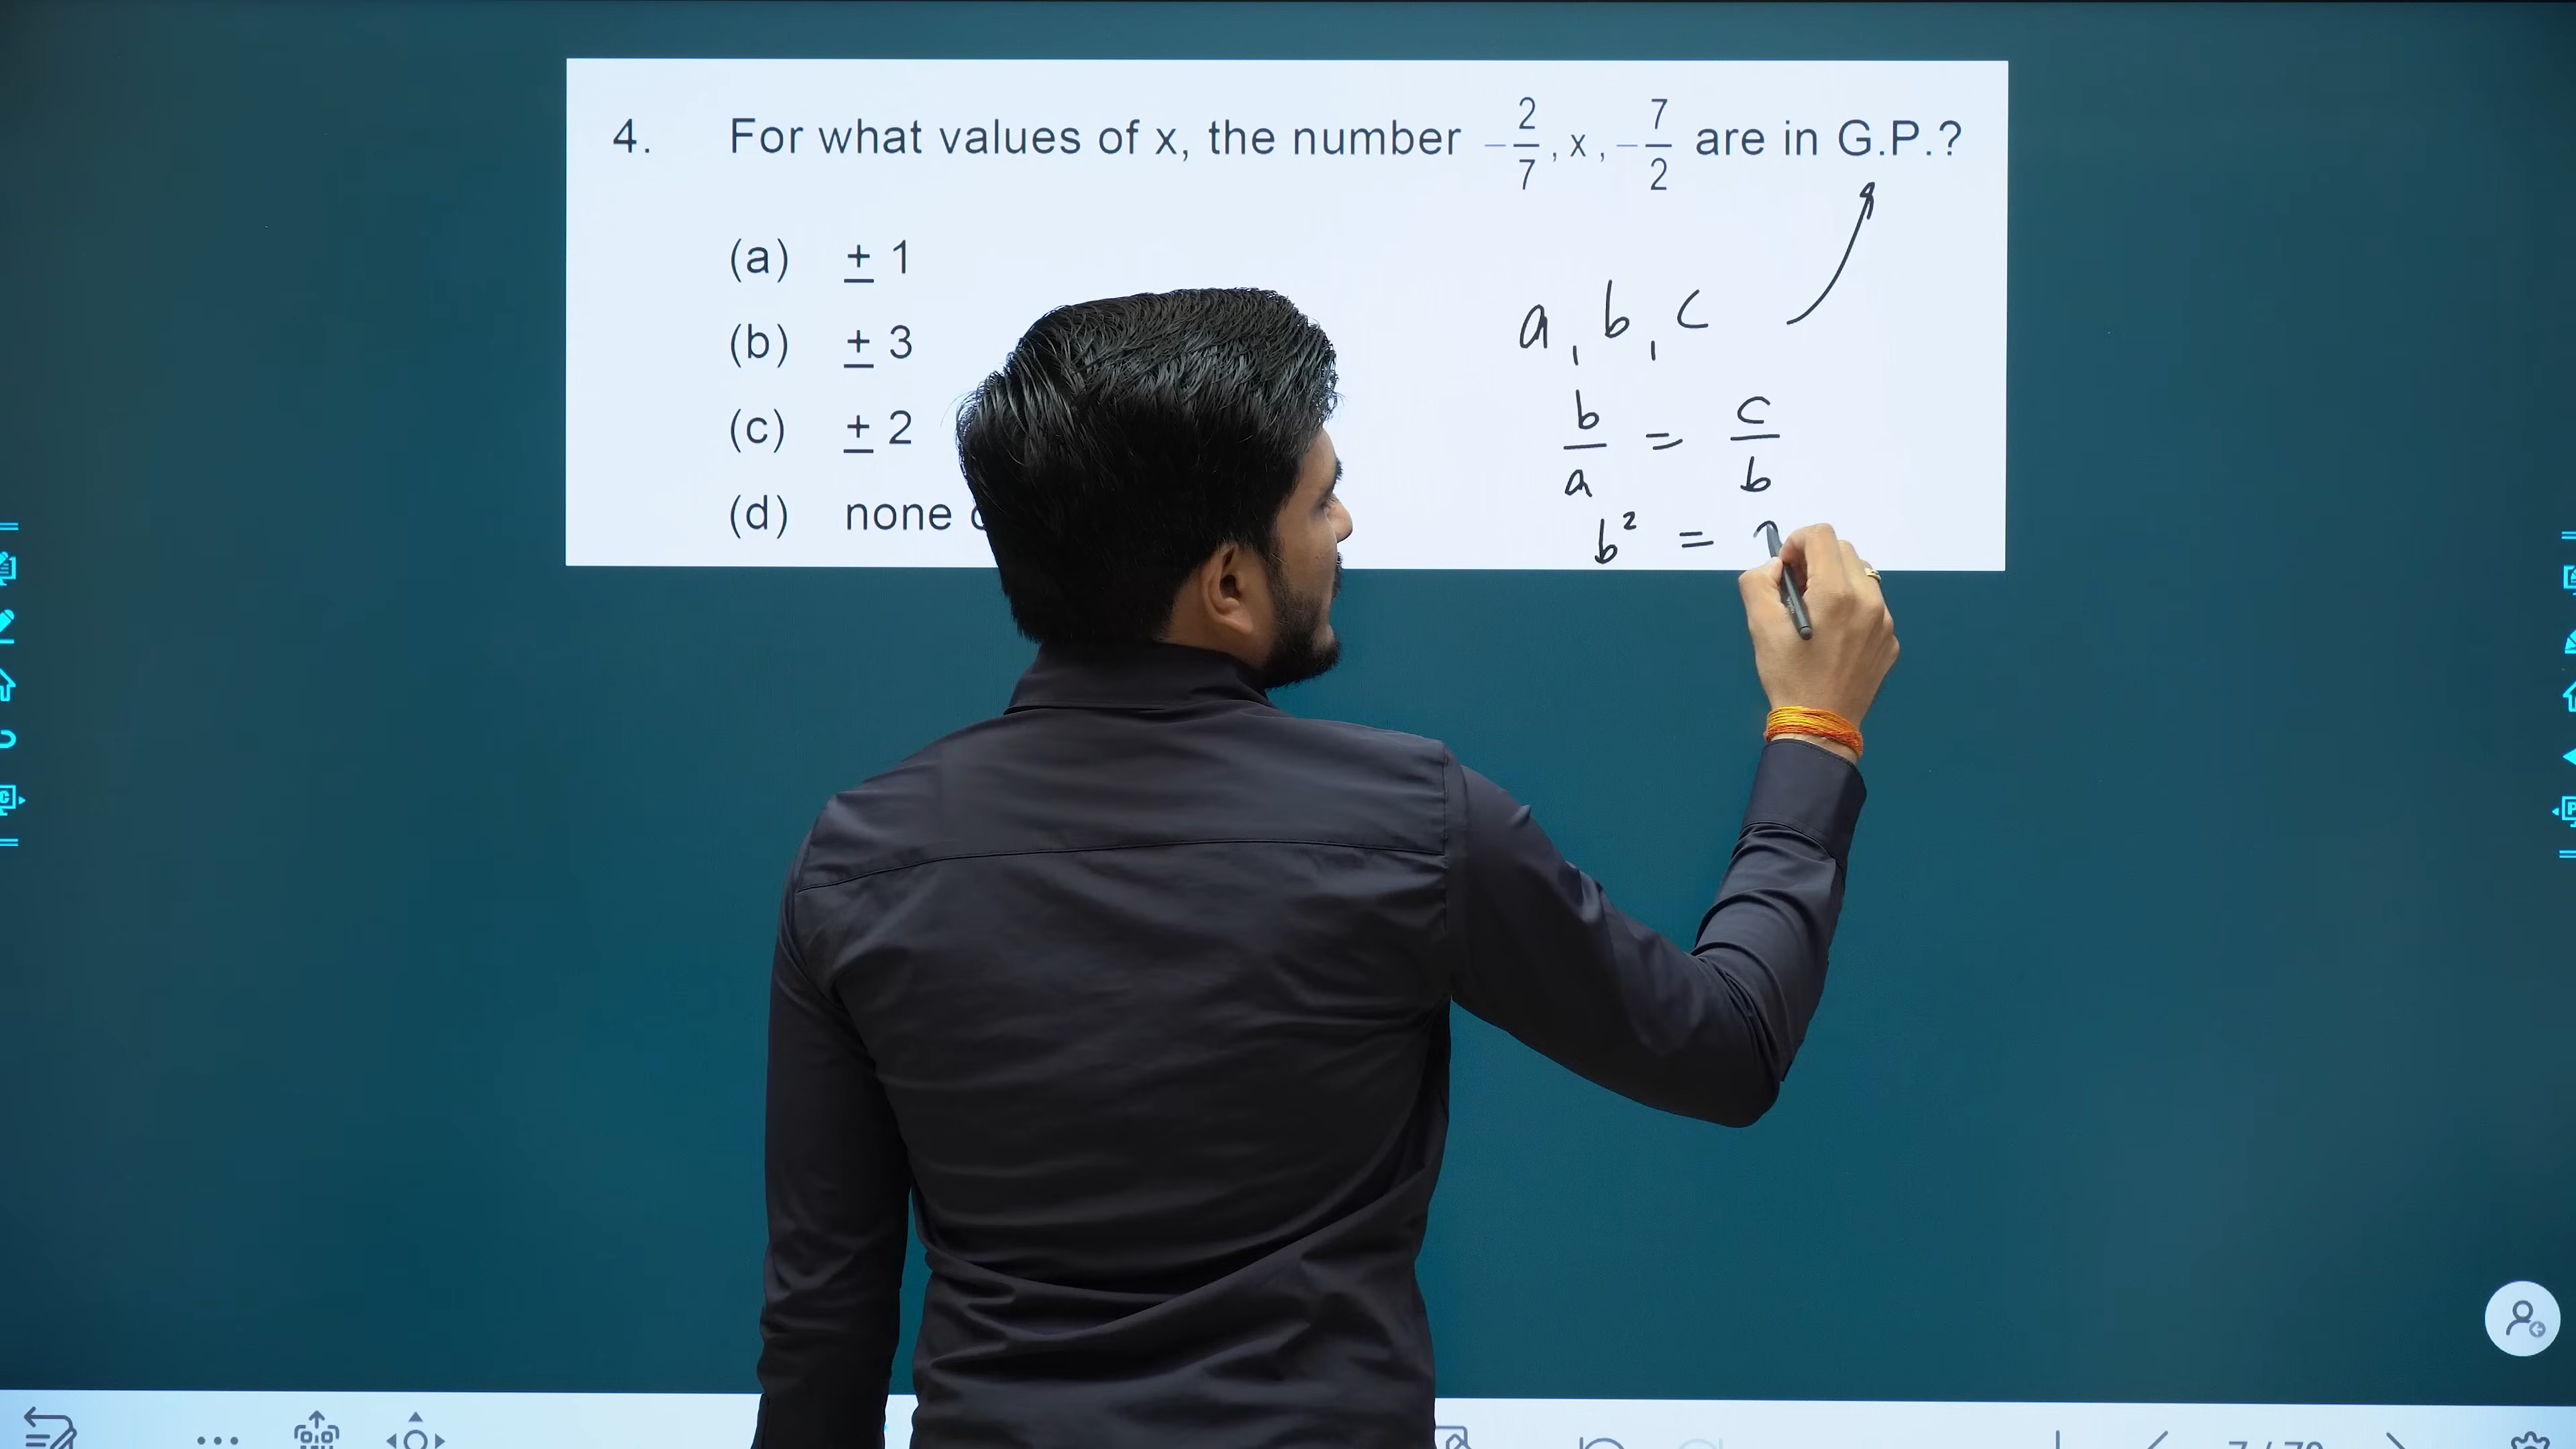 4. For what values of x, the number -2/7, x, -7/2 are in G.P.?
(a) ± 1
(b) ± 3
(c) ± 2
(d) none
a, b, c
b/a = c/b
b² =